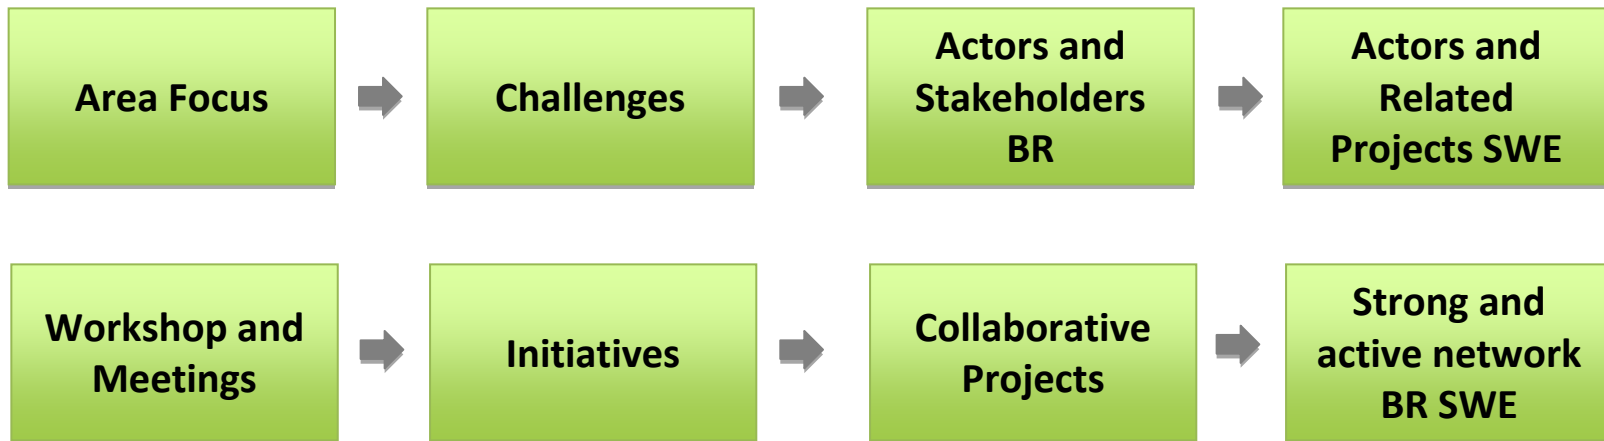 Area Focus
Challenges
Actors and
Stakeholders
BR
Actors and
Related
Projects SWE
Workshop and
Meetings
Initiatives
Collaborative
Projects
Strong and
active network
BR SWE